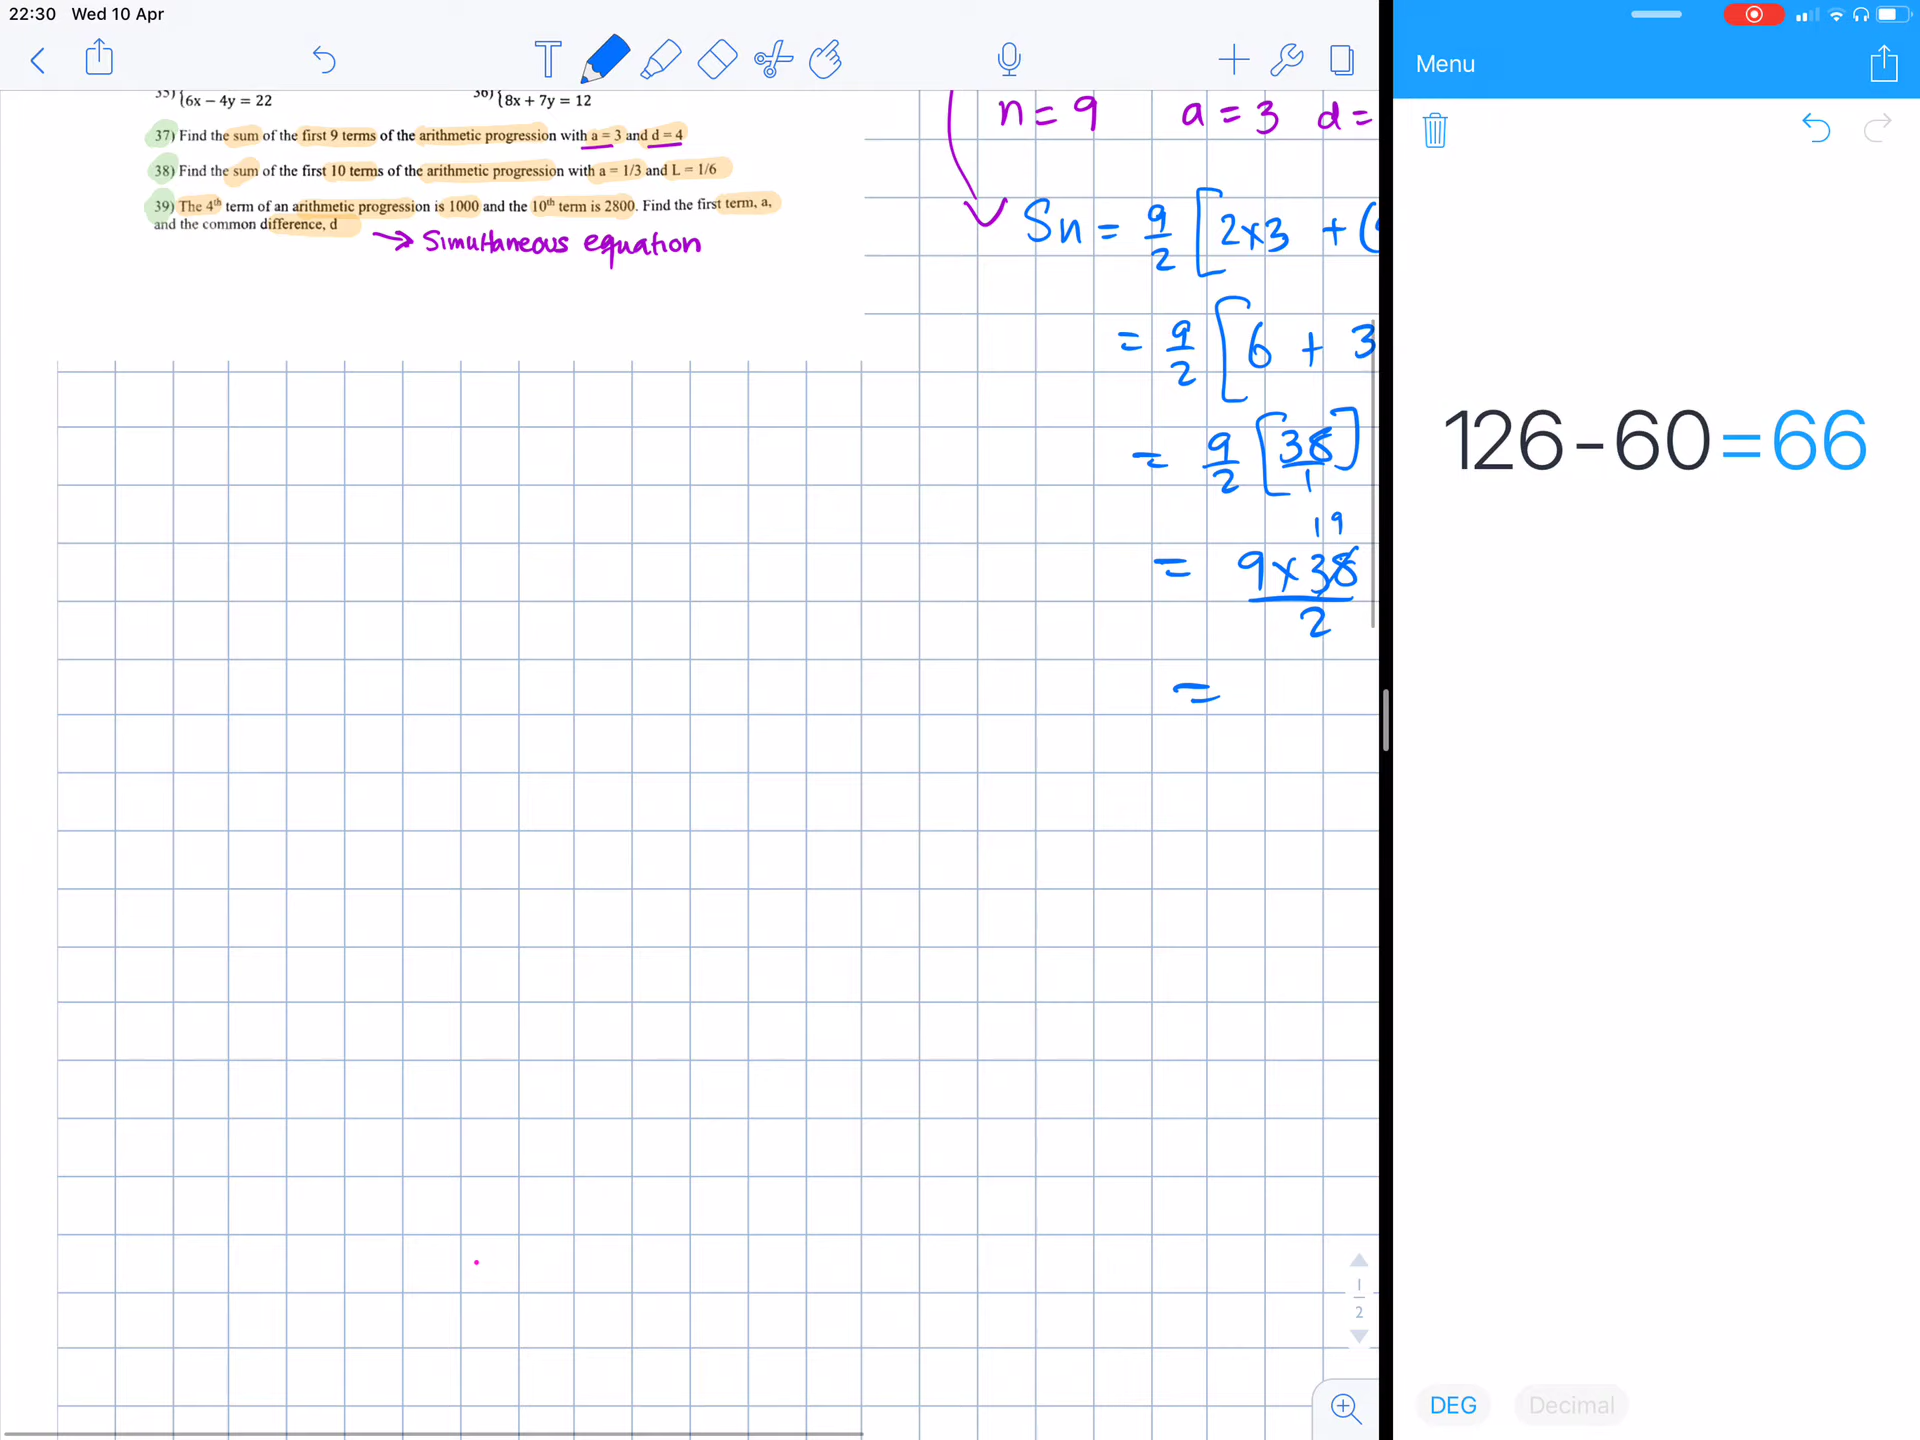 22:30 Wed 10 Apr
Menu
35) 6x − 4y = 22
36) 8x + 7y = 12
37) Find the sum of the first 9 terms of the arithmetic progression with a = 3 and d = 4
38) Find the sum of the first 10 terms of the arithmetic progression with a = 1/3 and L = 1/6
39) The 4th term of an arithmetic progression is 1000 and the 10th term is 2800. Find the first term, a,
and the common difference, d
→ Simultaneous equation
n = 9 a = 3 d =
Sn = 9/2 [2×3 + (
= 9/2 [6 + 3
= 9/2 [38/1]
19
= 9×38/2
=
126-60=66
1/2
DEG Decimal